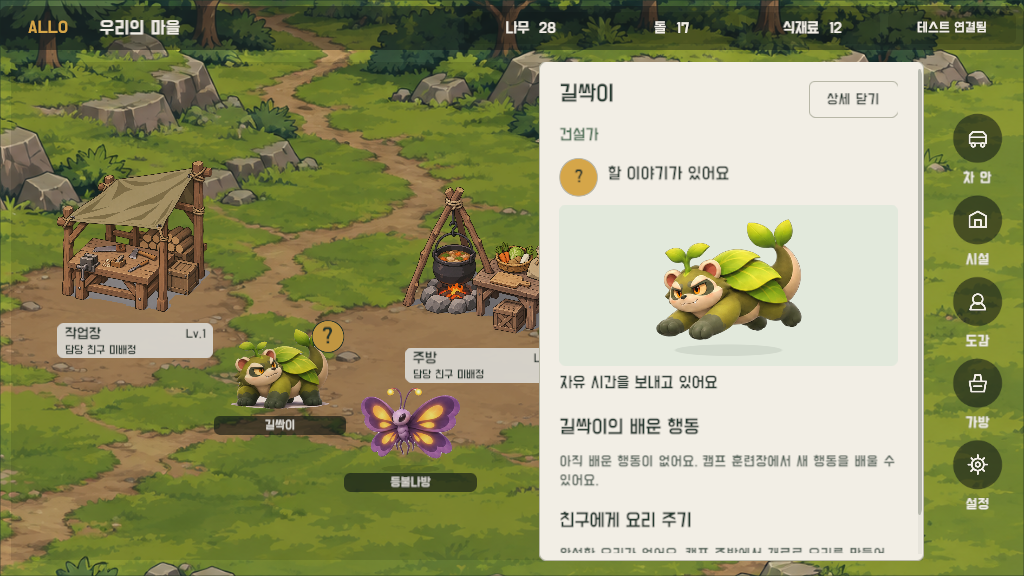 ALLO 우리의 마을 나무 28 돌 17 식재료 12 테스트 연결됨
길싹이
상세 닫기
건설가
?
할 이야기가 있어요
자유 시간을 보내고 있어요
길싹이의 배운 행동
아직 배운 행동이 없어요. 캠프 훈련장에서 새 행동을 배울 수
있어요.
친구에게 요리 주기
작업장 Lv.1
담당 친구 미배정
?
주방
담당 친구 미배정
길싹이
등불나방
차 안
시설
도감
가방
설정